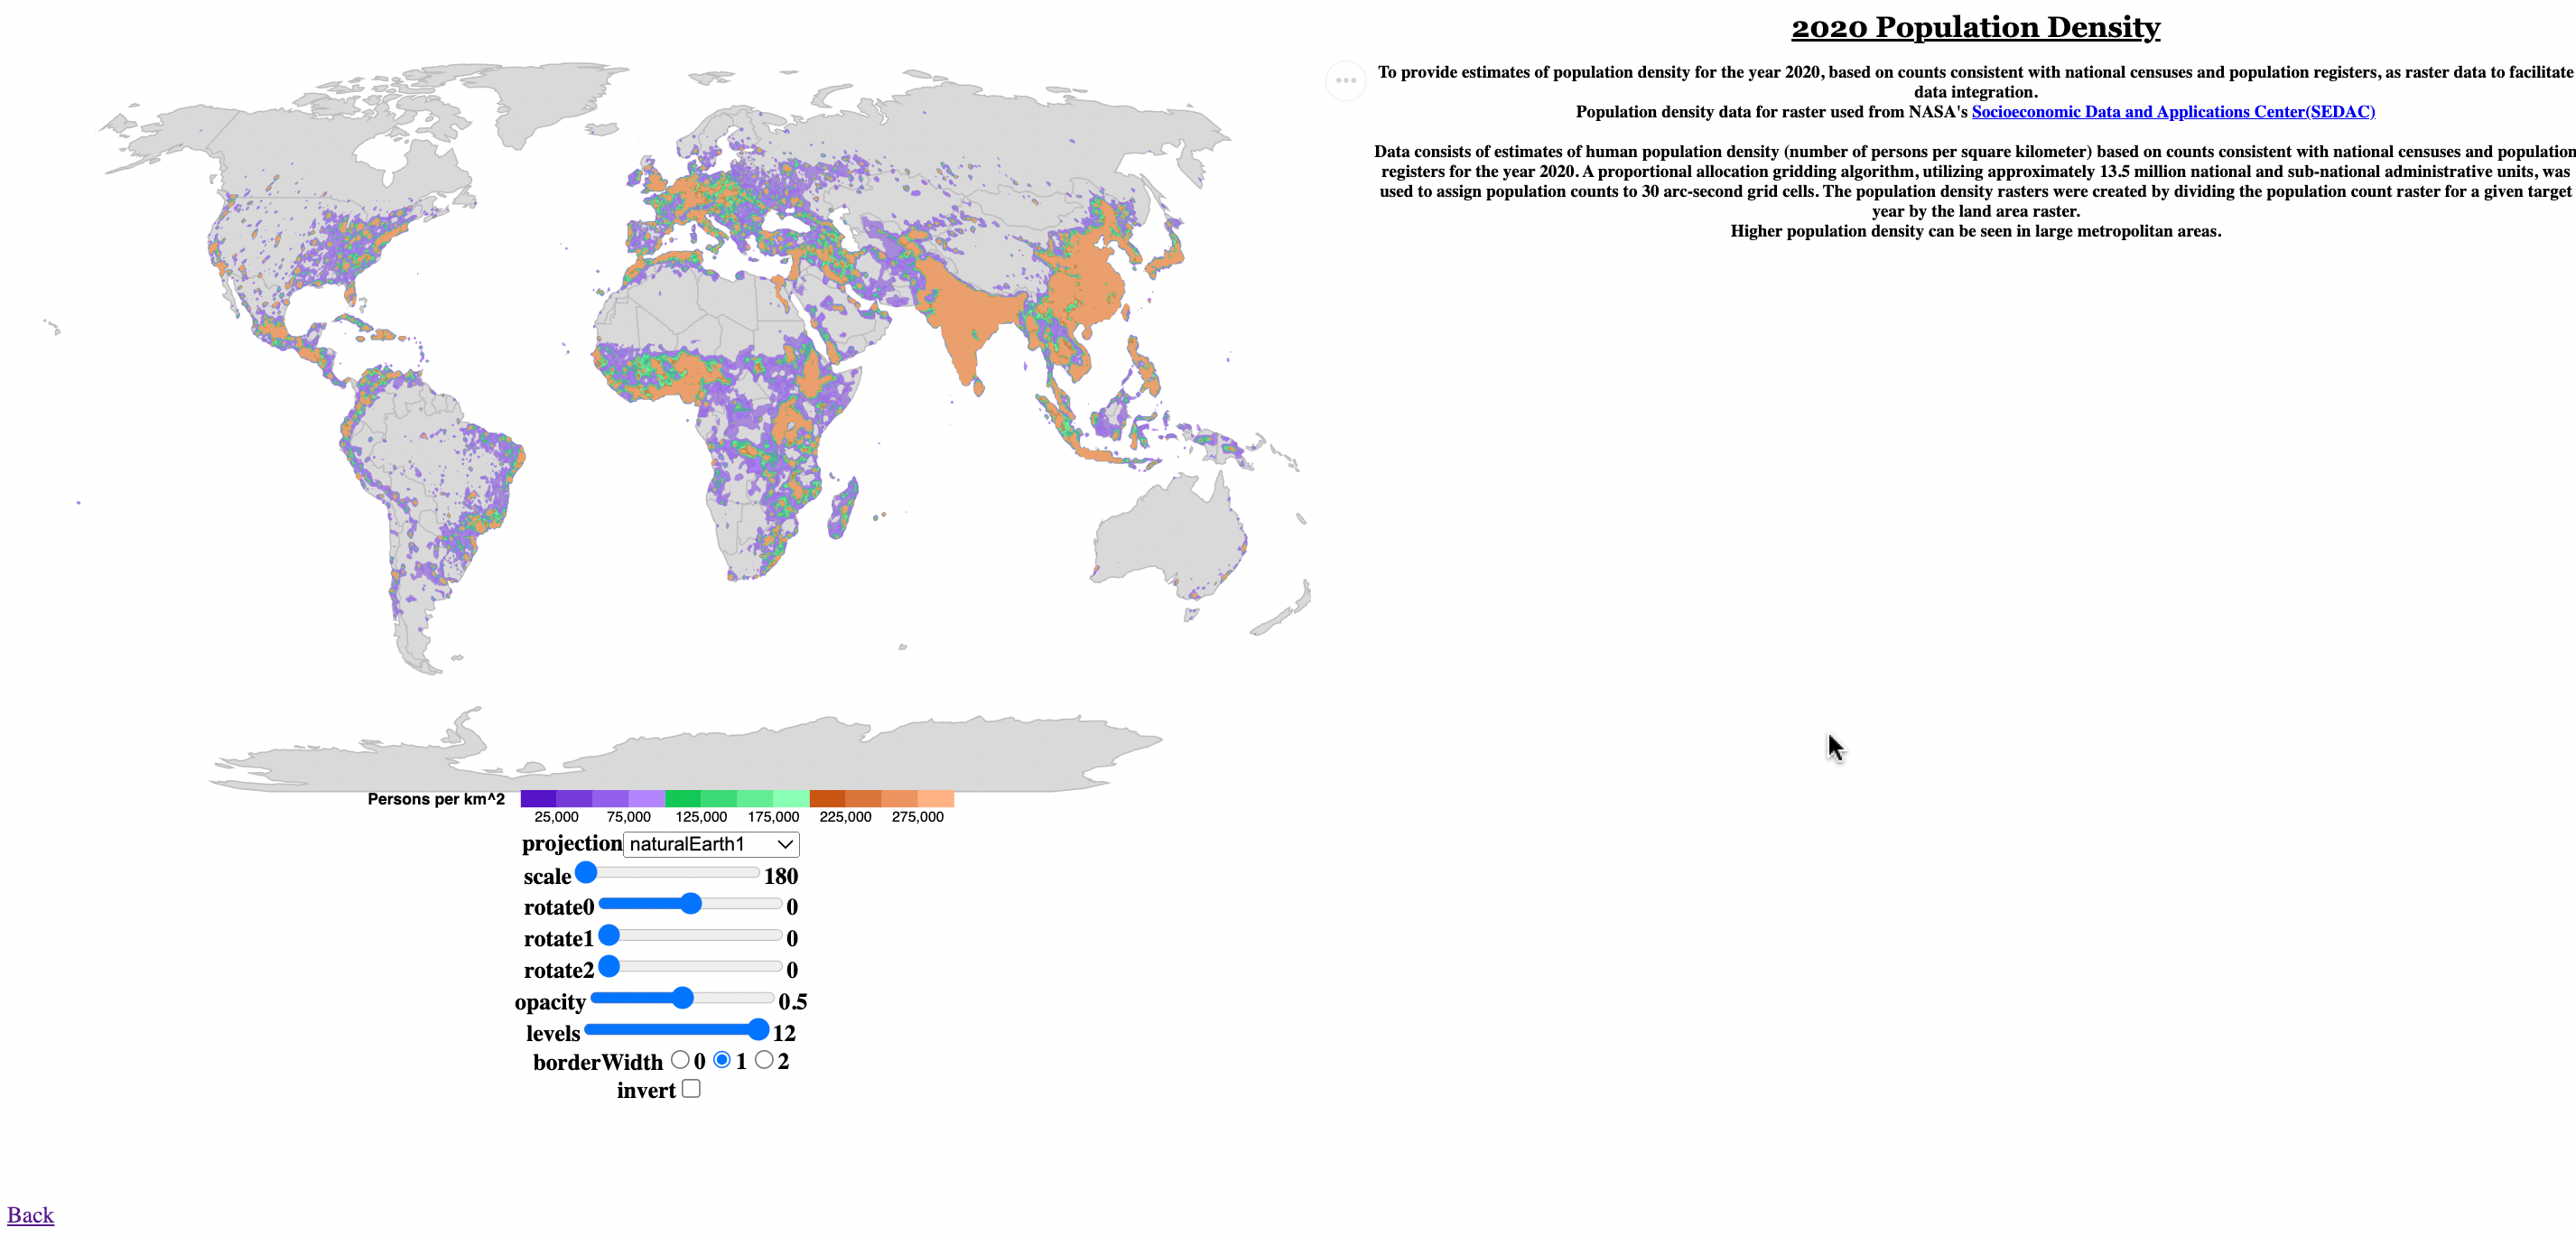 2020 Population Density
To provide estimates of population density for the year 2020, based on counts consistent with national censuses and population registers, as raster data to facilitate
data integration.
Population density data for raster used from NASA's Socioeconomic Data and Applications Center(SEDAC)
Data consists of estimates of human population density (number of persons per square kilometer) based on counts consistent with national censuses and population
registers for the year 2020. A proportional allocation gridding algorithm, utilizing approximately 13.5 million national and sub-national administrative units, was
used to assign population counts to 30 arc-second grid cells. The population density rasters were created by dividing the population count raster for a given target
year by the land area raster.
Higher population density can be seen in large metropolitan areas.
Persons per km^2
25,000 75,000 125,000 175,000 225,000 275,000
projection naturalEarth1
scale 180
rotate0 0
rotate1 0
rotate2 0
opacity 0.5
levels 12
borderWidth 0 1 2
invert
Back